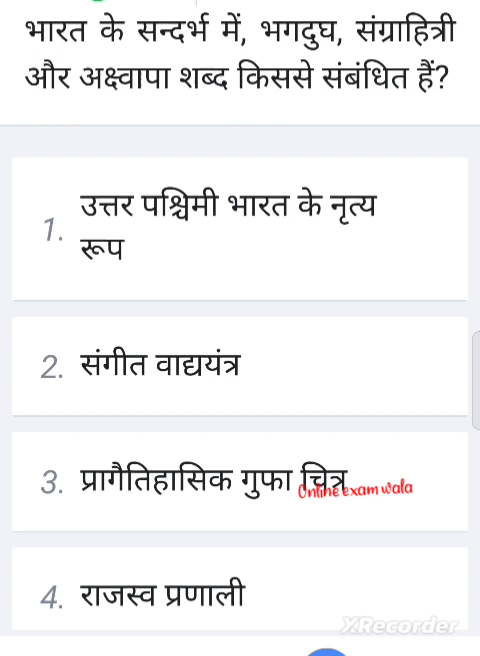 भारत के सन्दर्भ में, भगदुघ, संग्राहित्री
और अक्ष्वापा शब्द किससे संबंधित हैं?
1. उत्तर पश्चिमी भारत के नृत्य
रूप
2. संगीत वाद्ययंत्र
3. प्रागैतिहासिक गुफा चित्र
Online exam wala
4. राजस्व प्रणाली
XRecorder